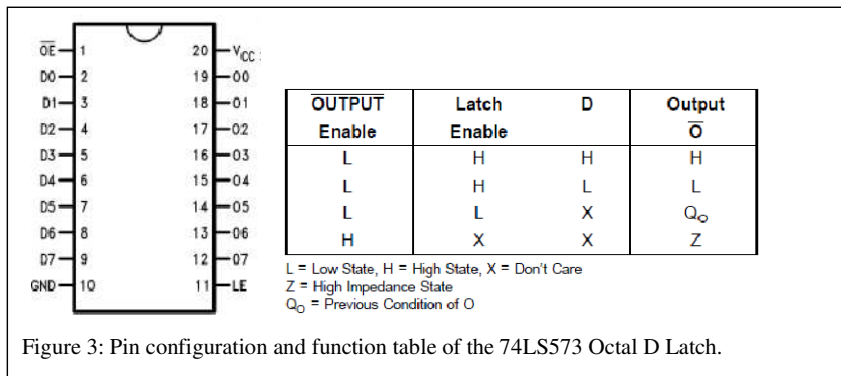 OE 1 20 VCC
D0 2 19 O0
D1 3 18 O1
D2 4 17 O2
D3 5 16 O3
D4 6 15 O4
D5 7 14 O5
D6 8 13 O6
D7 9 12 O7
GND 10 11 LE
OUTPUT Latch D Output
Enable Enable O
L H H H
L H L L
L L X QO
H X X Z
L = Low State, H = High State, X = Don't Care
Z = High Impedance State
QO = Previous Condition of O
Figure 3: Pin configuration and function table of the 74LS573 Octal D Latch.